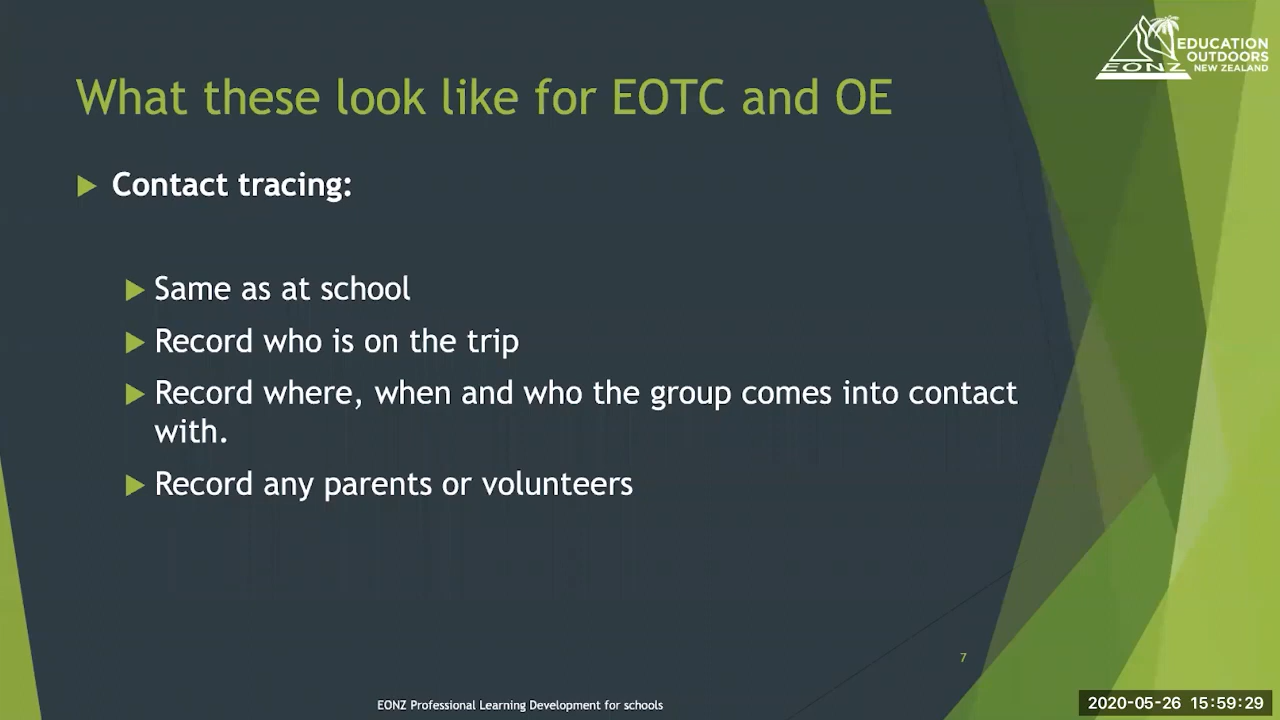 EDUCATION
OUTDOORS
NEW ZEALAND
EONZ
What these look like for EOTC and OE
Contact tracing:
Same as at school
Record who is on the trip
Record where, when and who the group comes into contact
with.
Record any parents or volunteers
7
EONZ Professional Learning Development for schools
2020-05-26 15:59:29